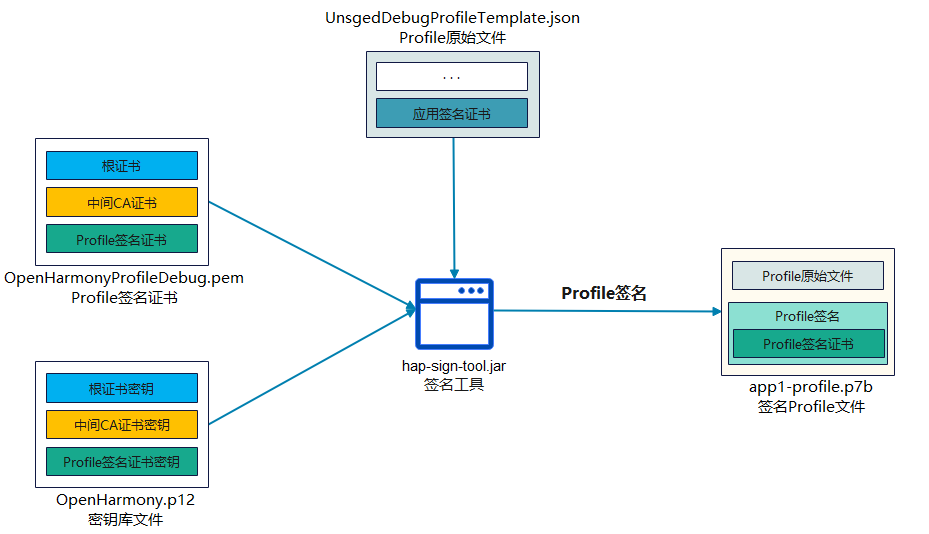 UnsgedDebugProfileTemplate.json
Profile原始文件
...
应用签名证书
根证书
中间CA证书
Profile签名证书
OpenHarmonyProfileDebug.pem
Profile签名证书
根证书密钥
中间CA证书密钥
Profile签名证书密钥
OpenHarmony.p12
密钥库文件
hap-sign-tool.jar
签名工具
Profile签名
Profile原始文件
Profile签名
Profile签名证书
app1-profile.p7b
签名Profile文件